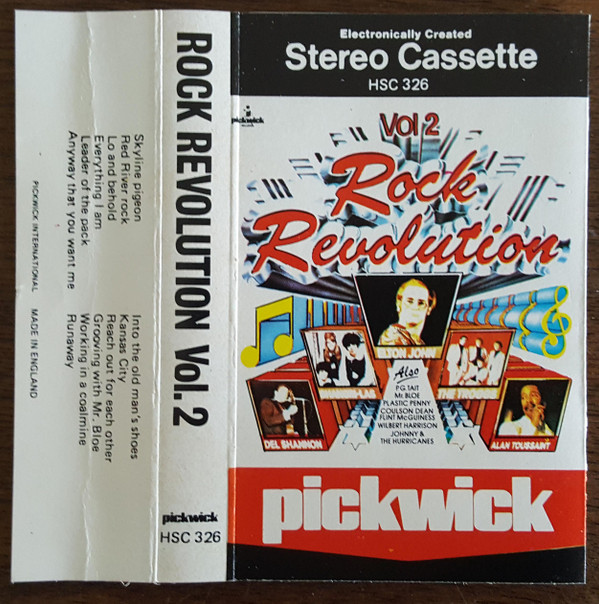 Electronically Created
Stereo Cassette
HSC 326
pickwick
Vol 2
Rock
Revolution
ELTON JOHN
SHANGRI-LAS
THE TROGGS
DEL SHANNON
ALAN TOUSSAINT
Also
P.G. TAIT
Mr. BLOE
PLASTIC PENNY
COULSON DEAN
FLINT McGUINESS
WILBERT HARRISON
JOHNNY &
THE HURRICANES
pickwick
ROCK REVOLUTION Vol. 2
pickwick
HSC 326
Skyline pigeon
Red River rock
Lo and behold
Everything I am
Leader of the pack
Anyway that you want me
Into the old man's shoes
Kansas City
Reach out for each other
Grooving with Mr. Bloe
Working in a coalmine
Runaway
PICKWICK INTERNATIONAL MADE IN ENGLAND